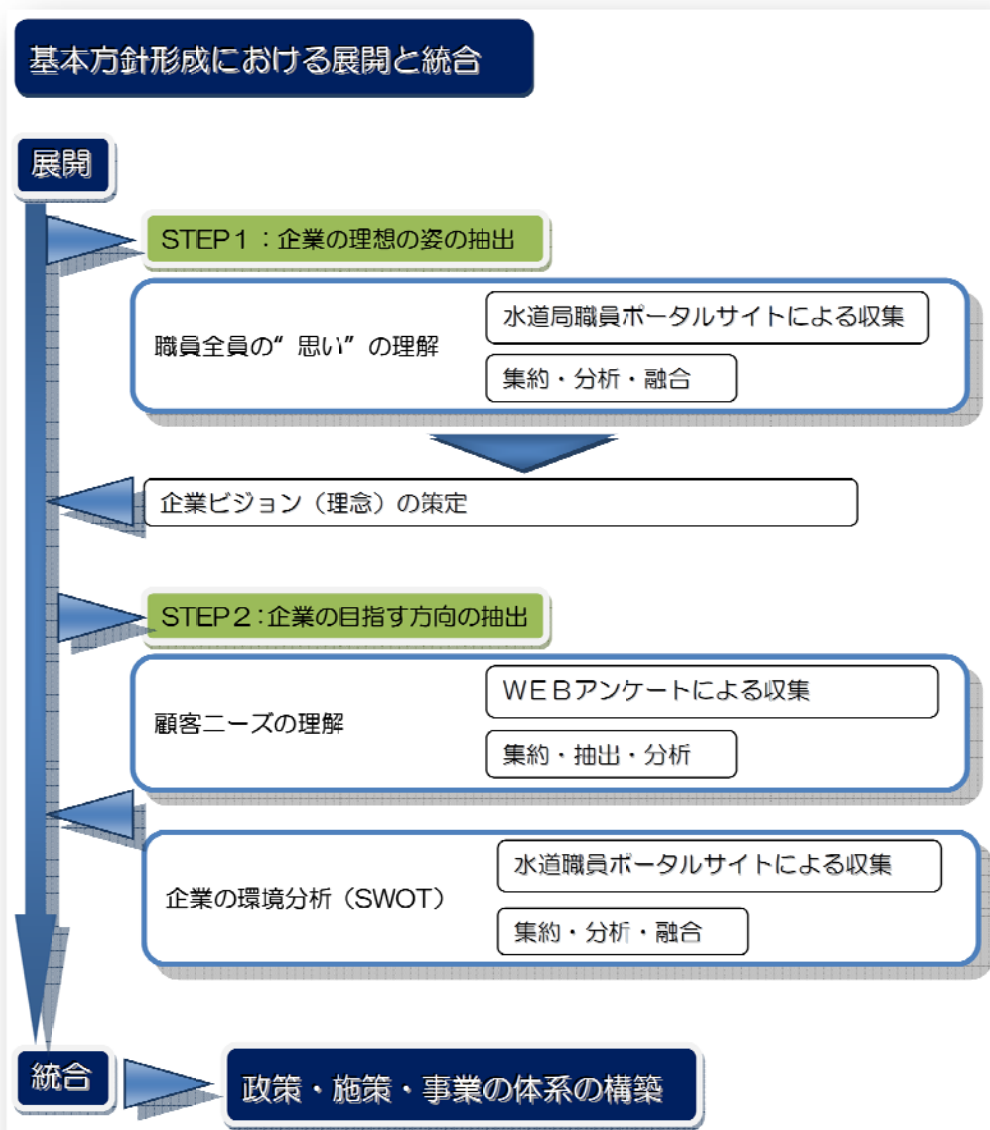 基本方針形成における展開と統合
展開
STEP1：企業の理想の姿の抽出
職員全員の“思い”の理解
水道局職員ポータルサイトによる収集
集約・分析・融合
企業ビジョン（理念）の策定
STEP2：企業の目指す方向の抽出
顧客ニーズの理解
WEBアンケートによる収集
集約・抽出・分析
企業の環境分析（SWOT）
水道職員ポータルサイトによる収集
集約・分析・融合
統合
政策・施策・事業の体系の構築